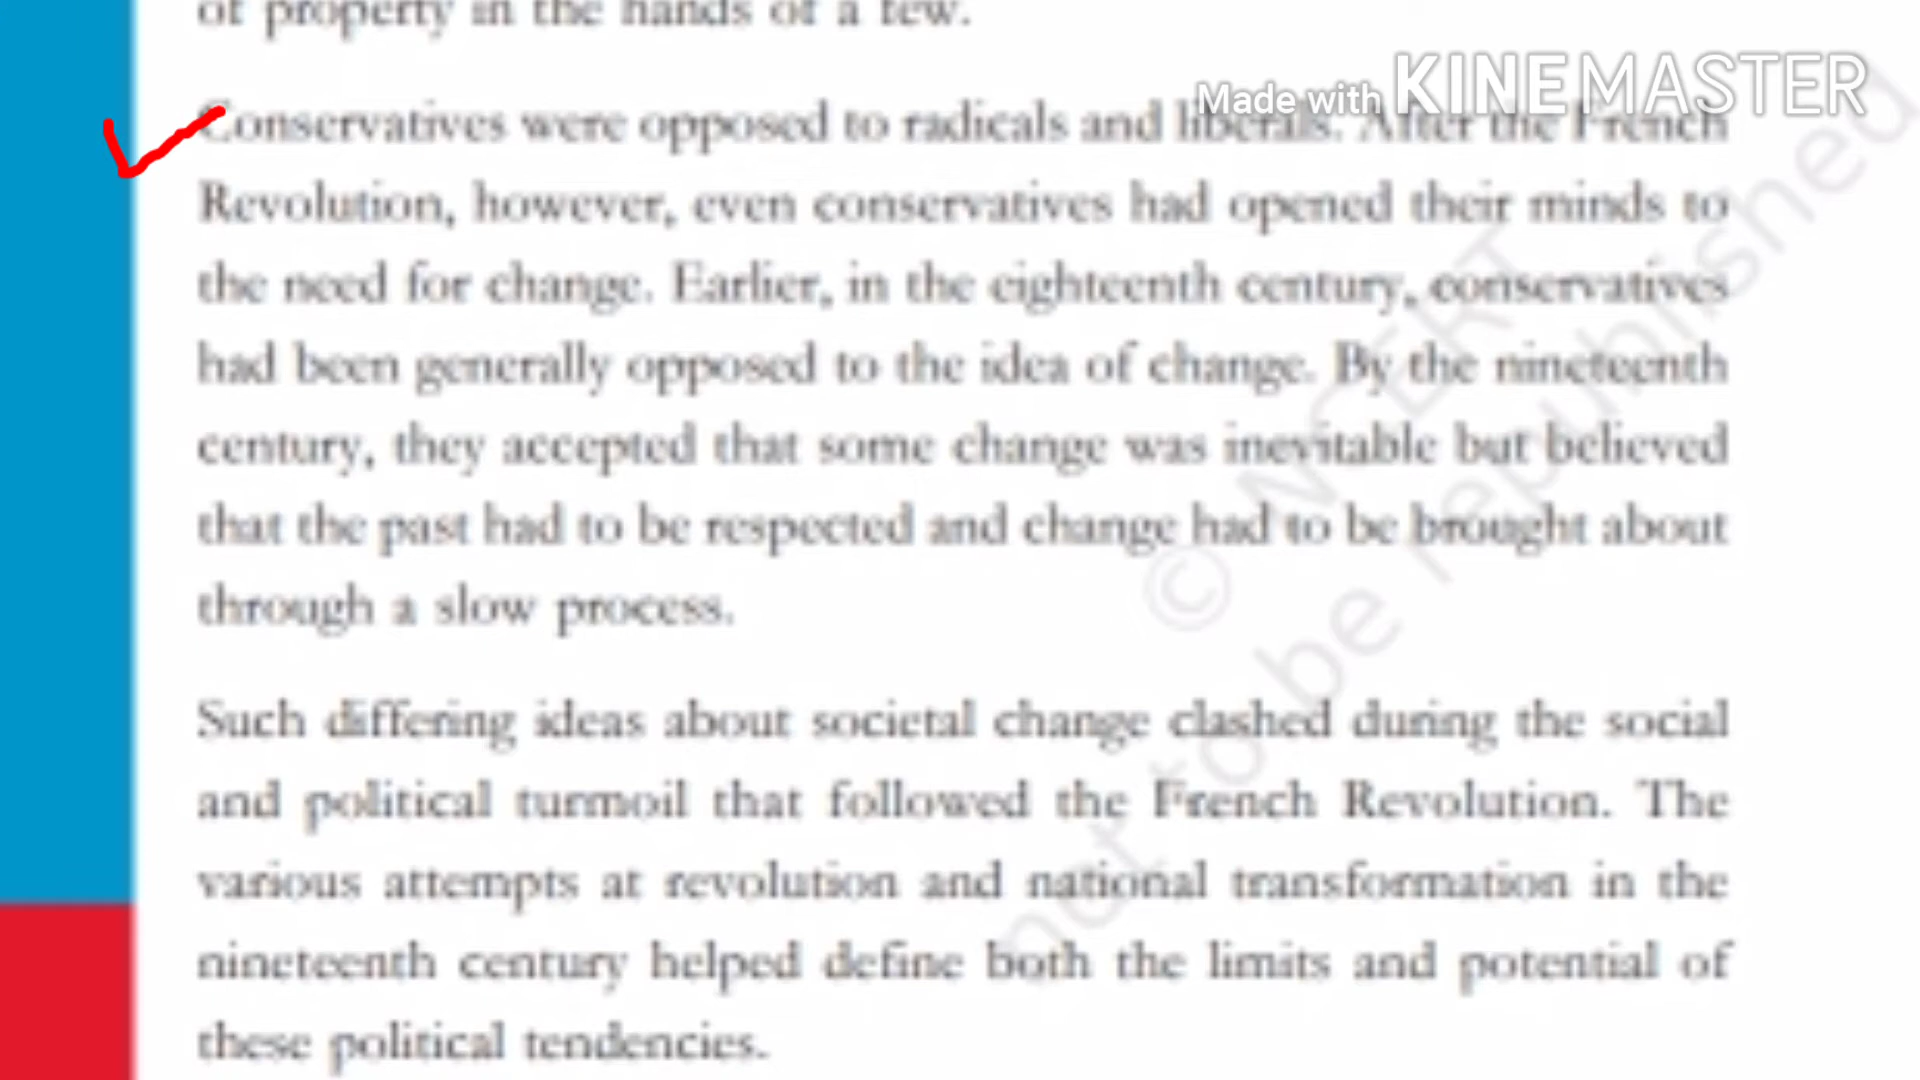 of property in the hands of a few.
Made with KINEMASTER
Conservatives were opposed to radicals and liberals. After the French
Revolution, however, even conservatives had opened their minds to
the need for change. Earlier, in the eighteenth century, conservatives
had been generally opposed to the idea of change. By the nineteenth
century, they accepted that some change was inevitable but believed
that the past had to be respected and change had to be brought about
through a slow process.
Such differing ideas about societal change clashed during the social
and political turmoil that followed the French Revolution. The
various attempts at revolution and national transformation in the
nineteenth century helped define both the limits and potential of
these political tendencies.
© NCERT
not to be republished